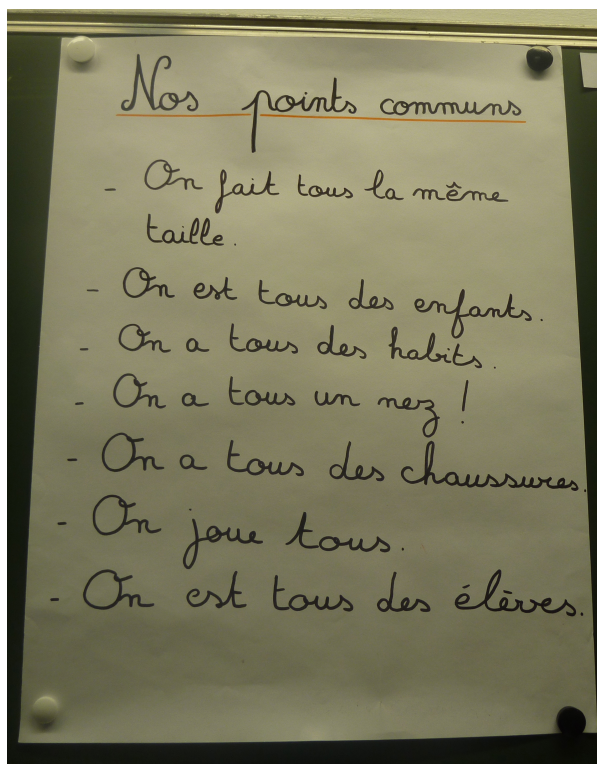 Nos points communs
- On fait tous la même
taille.
- On est tous des enfants.
- On a tous des habits.
- On a tous un nez !
- On a tous des chaussures.
- On joue tous.
- On est tous des élèves.